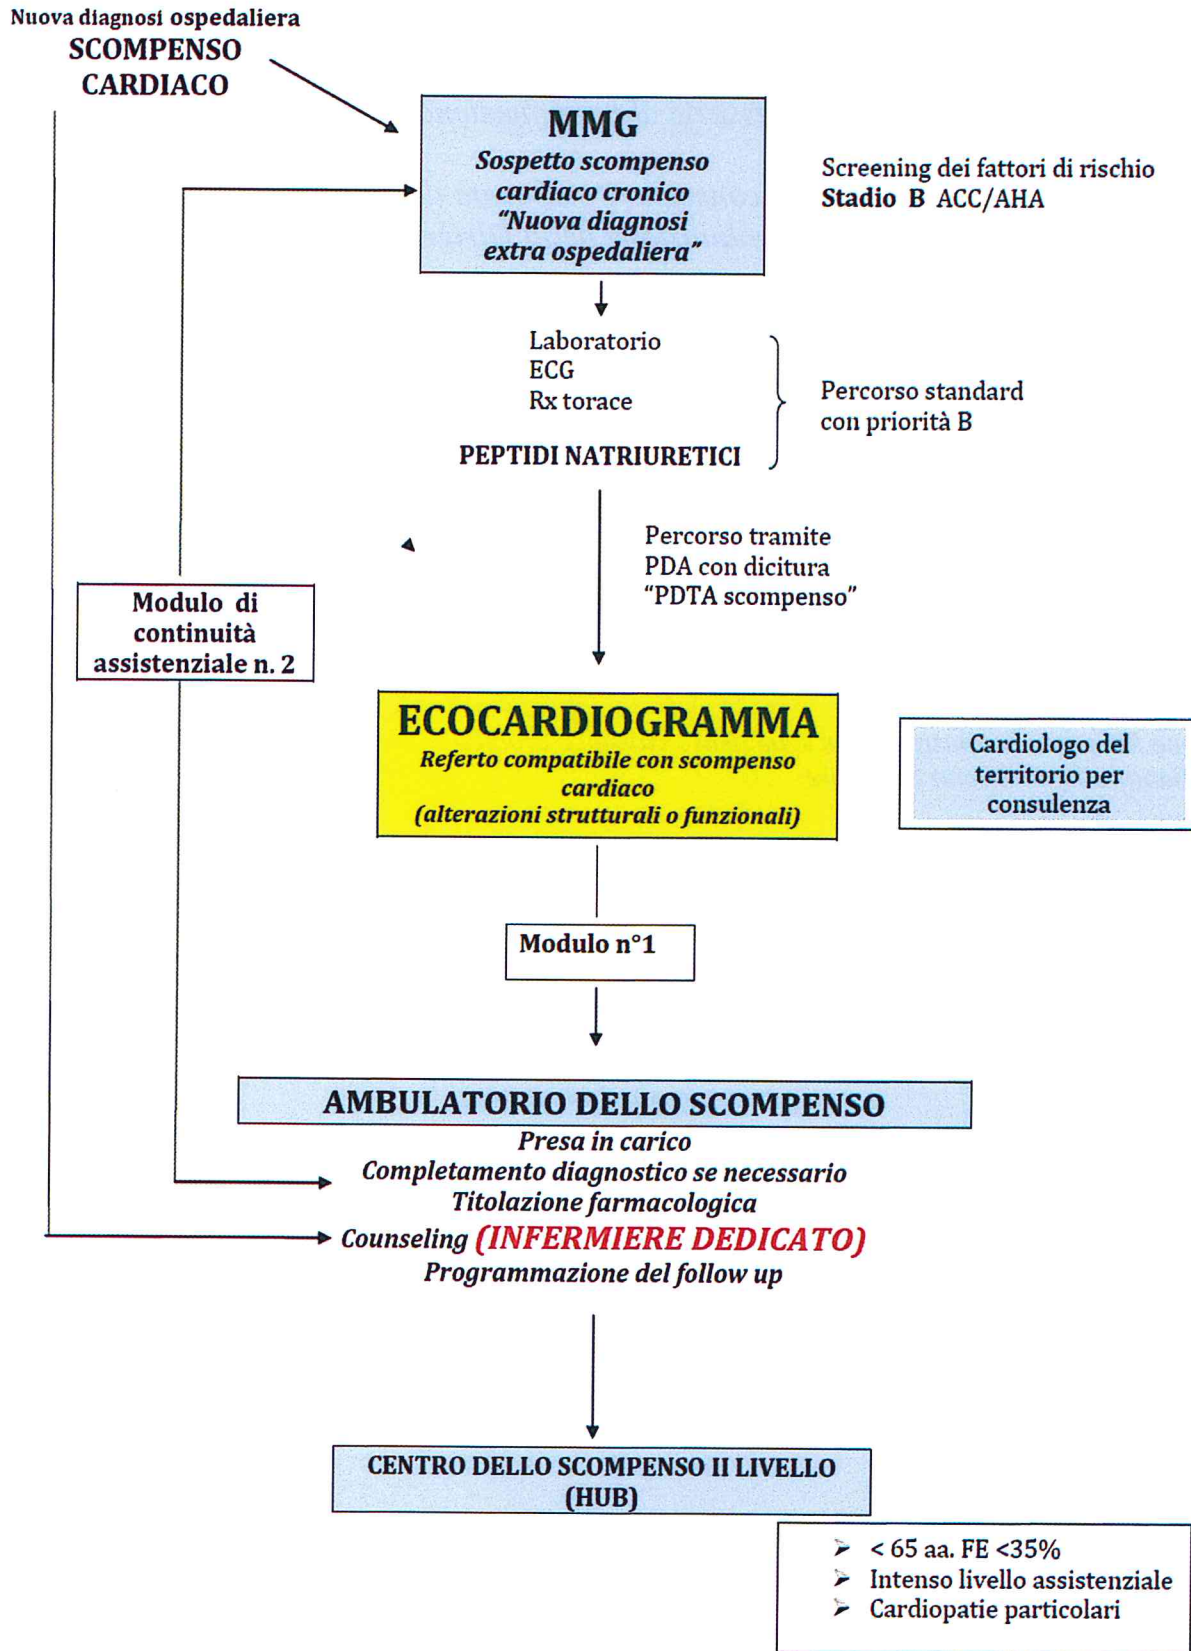 Nuova diagnosi ospedaliera
SCOMPENSO
CARDIACO
MMG
Sospetto scompenso
cardiaco cronico
“Nuova diagnosi
extra ospedaliera”
Screening dei fattori di rischio
Stadio B ACC/AHA
Laboratorio
ECG
Rx torace
PEPTIDI NATRIURETICI
Percorso standard
con priorità B
Percorso tramite
PDA con dicitura
“PDTA scompenso”
Modulo di
continuità
assistenziale n. 2
ECOCARDIOGRAMMA
Referto compatibile con scompenso
cardiaco
(alterazioni strutturali o funzionali)
Cardiologo del
territorio per
consulenza
Modulo n°1
AMBULATORIO DELLO SCOMPENSO
Presa in carico
Completamento diagnostico se necessario
Titolazione farmacologica
Counseling (INFERMIERE DEDICATO)
Programmazione del follow up
CENTRO DELLO SCOMPENSO II LIVELLO
(HUB)
➢ < 65 aa. FE <35%
➢ Intenso livello assistenziale
➢ Cardiopatie particolari